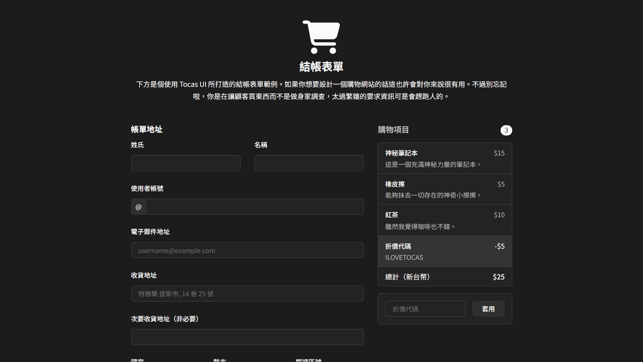 結帳表單
下方是個使用 Tocas UI 所打造的結帳表單範例。如果你想要設計一個購物網站的話這也許會對你來說很有用。不過別忘記
啦,你是在讓顧客買東西而不是做身家調查,太過繁雜的要求資訊可是會趕跑人的。
帳單地址
姓氏
名稱
使用者帳號
@
電子郵件地址
username@example.com
收貨地址
特種蘭 提斯市, 14 巷 25 號
次要收貨地址(非必要)
購物項目
3
神秘筆記本
$15
這是一個充滿神秘力量的筆記本。
橡皮擦
$5
能夠抹去一切存在的神奇小擦擦。
紅茶
$10
雖然我覺得咖啡也不錯。
折價代碼
-$5
ILOVETOCAS
總計(新台幣)
$25
折價代碼
套用